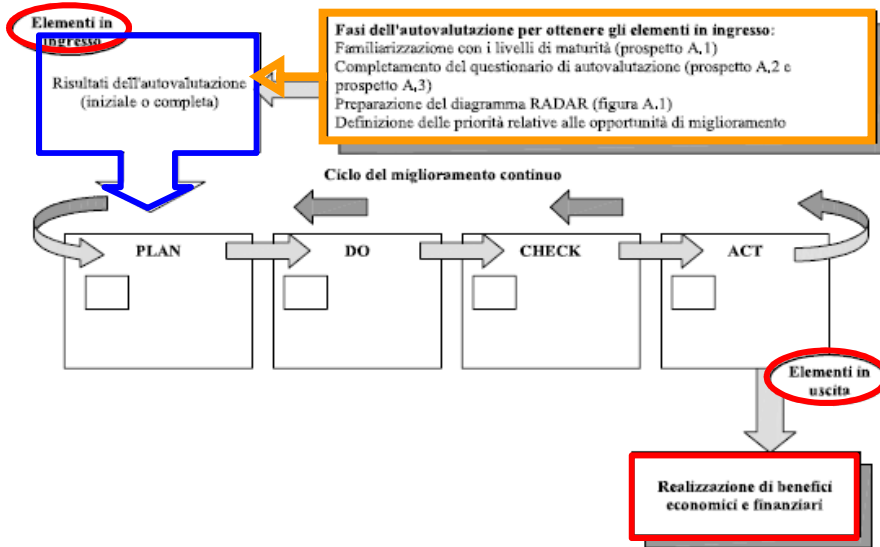 Elementi in
ingresso
Risultati dell'autovalutazione
(iniziale o completa)
Fasi dell'autovalutazione per ottenere gli elementi in ingresso:
Familiarizzazione con i livelli di maturità (prospetto A,1)
Completamento del questionario di autovalutazione (prospetto A,2 e
prospetto A,3)
Preparazione del diagramma RADAR (figura A.1)
Definizione delle priorità relative alle opportunità di miglioramento
Ciclo del miglioramento continuo
PLAN
DO
CHECK
ACT
Elementi in
uscita
Realizzazione di benefici
economici e finanziari